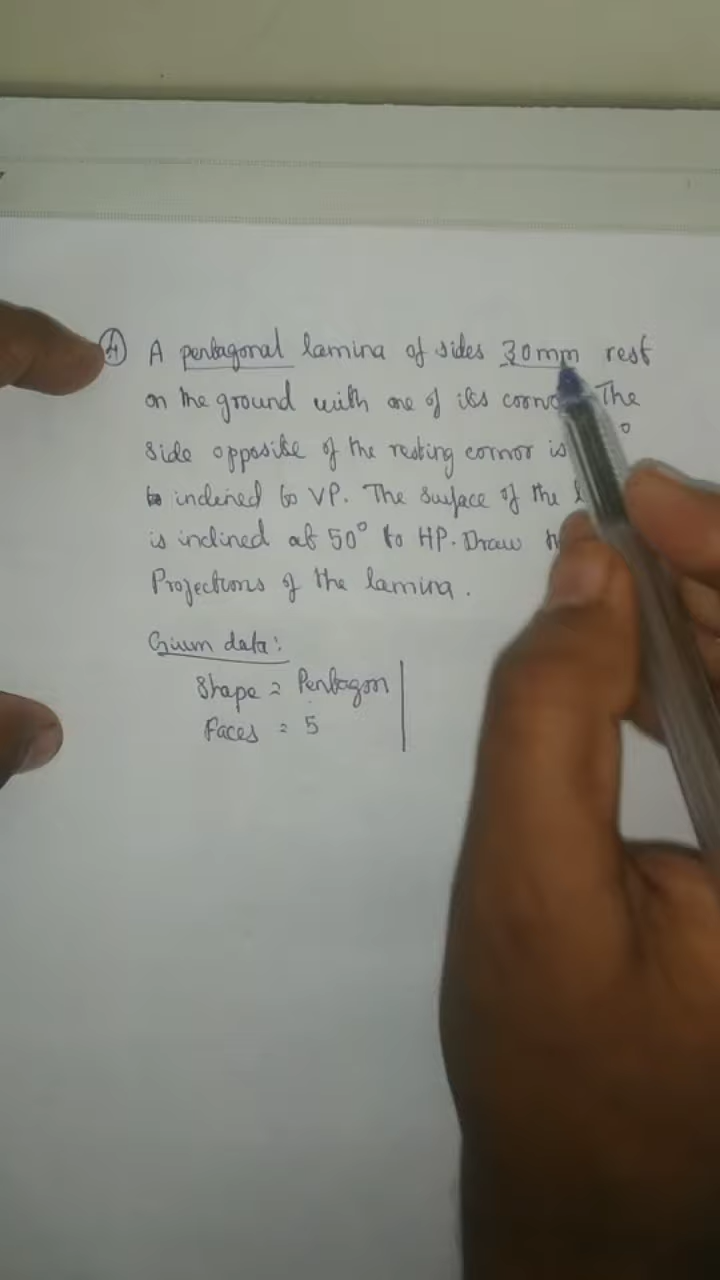 4 A pentagonal lamina of sides 30mm rest
on the ground with one of its The
side opposite of the resting cornor is °
inclined to VP. The surface of the
is inclined at 50° to HP. Draw
Projections of the lamina.
Given data:
Shape = Pentagon
Faces = 5